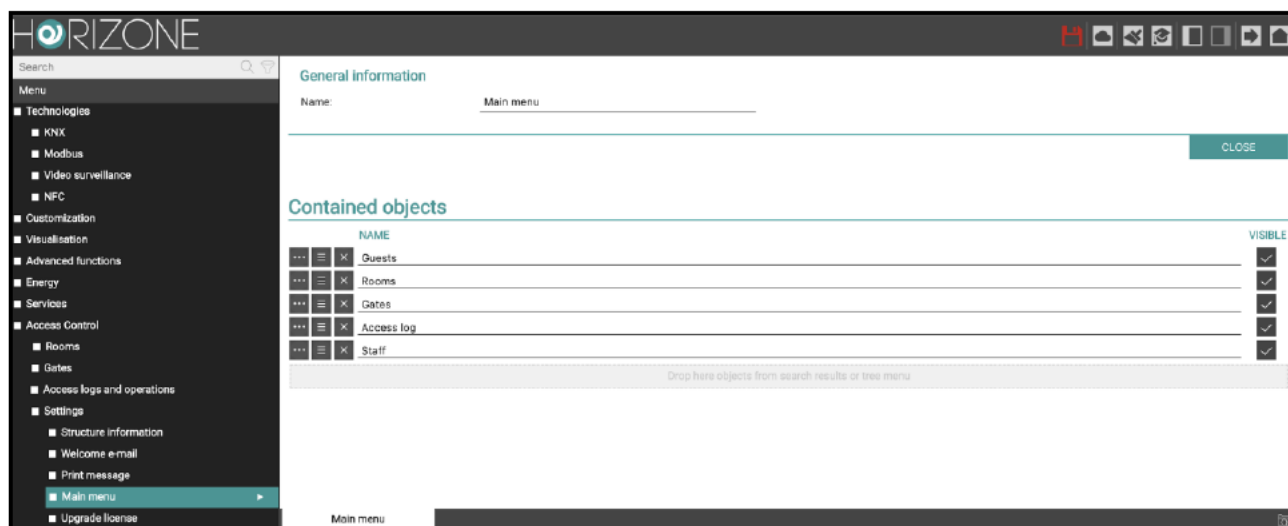 HORIZONE
Search
Menu
Technologies
KNX
Modbus
Video surveillance
NFC
Customization
Visualisation
Advanced functions
Energy
Services
Access Control
Rooms
Gates
Access logs and operations
Settings
Structure information
Welcome e-mail
Print message
Main menu
Upgrade license
General information
Name: Main menu
CLOSE
Contained objects
NAME VISIBLE
Guests
Rooms
Gates
Access log
Staff
Drop here objects from search results or tree menu
Main menu